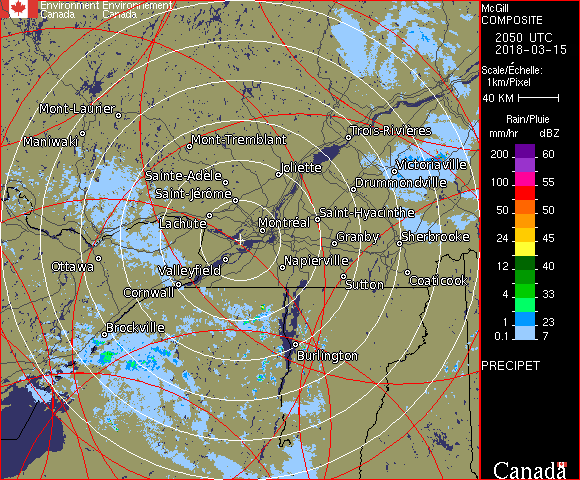 Environment Environnement
Canada Canada
McGill
COMPOSITE
2050 UTC
2018-03-15
Scale/Échelle:
1km/Pixel
40 KM
Rain/Pluie
mm/hr dBZ
200 60
100 55
50 50
24 45
12 40
4 33
1 23
0.1 7
PRECIPET
Canada
Mont-Laurier
Maniwaki
Mont-Tremblant
Trois-Rivières
Sainte-Adèle
Joliette
Victoriaville
Saint-Jérôme
Drummondville
Lachute
Montréal
Saint-Hyacinthe
Granby
Sherbrooke
Ottawa
Valleyfield
Napierville
Cornwall
Sutton
Coaticook
Brockville
Burlington